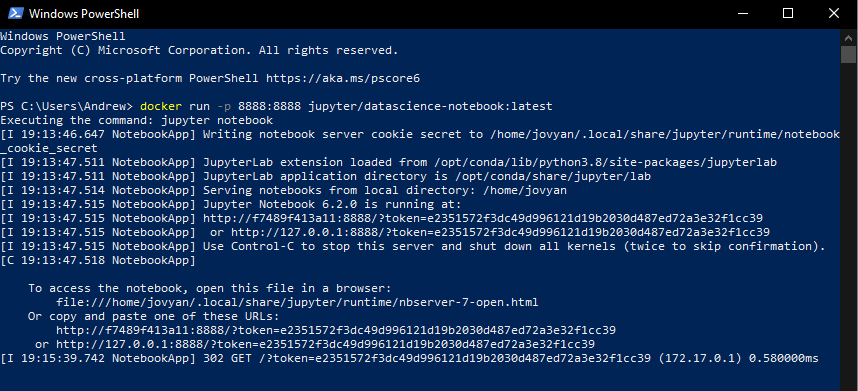 Windows PowerShell
Windows PowerShell
Copyright (C) Microsoft Corporation. All rights reserved.
Try the new cross-platform PowerShell https://aka.ms/pscore6
PS C:\Users\Andrew> docker run -p 8888:8888 jupyter/datascience-notebook:latest
Executing the command: jupyter notebook
[I 19:13:46.647 NotebookApp] Writing notebook server cookie secret to /home/jovyan/.local/share/jupyter/runtime/notebook
_cookie_secret
[I 19:13:47.511 NotebookApp] JupyterLab extension loaded from /opt/conda/lib/python3.8/site-packages/jupyterlab
[I 19:13:47.511 NotebookApp] JupyterLab application directory is /opt/conda/share/jupyter/lab
[I 19:13:47.514 NotebookApp] Serving notebooks from local directory: /home/jovyan
[I 19:13:47.515 NotebookApp] Jupyter Notebook 6.2.0 is running at:
[I 19:13:47.515 NotebookApp] http://f7489f413a11:8888/?token=e2351572f3dc49d996121d19b2030d487ed72a3e32f1cc39
[I 19:13:47.515 NotebookApp]  or http://127.0.0.1:8888/?token=e2351572f3dc49d996121d19b2030d487ed72a3e32f1cc39
[I 19:13:47.515 NotebookApp] Use Control-C to stop this server and shut down all kernels (twice to skip confirmation).
[C 19:13:47.518 NotebookApp]
To access the notebook, open this file in a browser:
file:///home/jovyan/.local/share/jupyter/runtime/nbserver-7-open.html
Or copy and paste one of these URLs:
http://f7489f413a11:8888/?token=e2351572f3dc49d996121d19b2030d487ed72a3e32f1cc39
or http://127.0.0.1:8888/?token=e2351572f3dc49d996121d19b2030d487ed72a3e32f1cc39
[I 19:15:39.742 NotebookApp] 302 GET /?token=e2351572f3dc49d996121d19b2030d487ed72a3e32f1cc39 (172.17.0.1) 0.580000ms